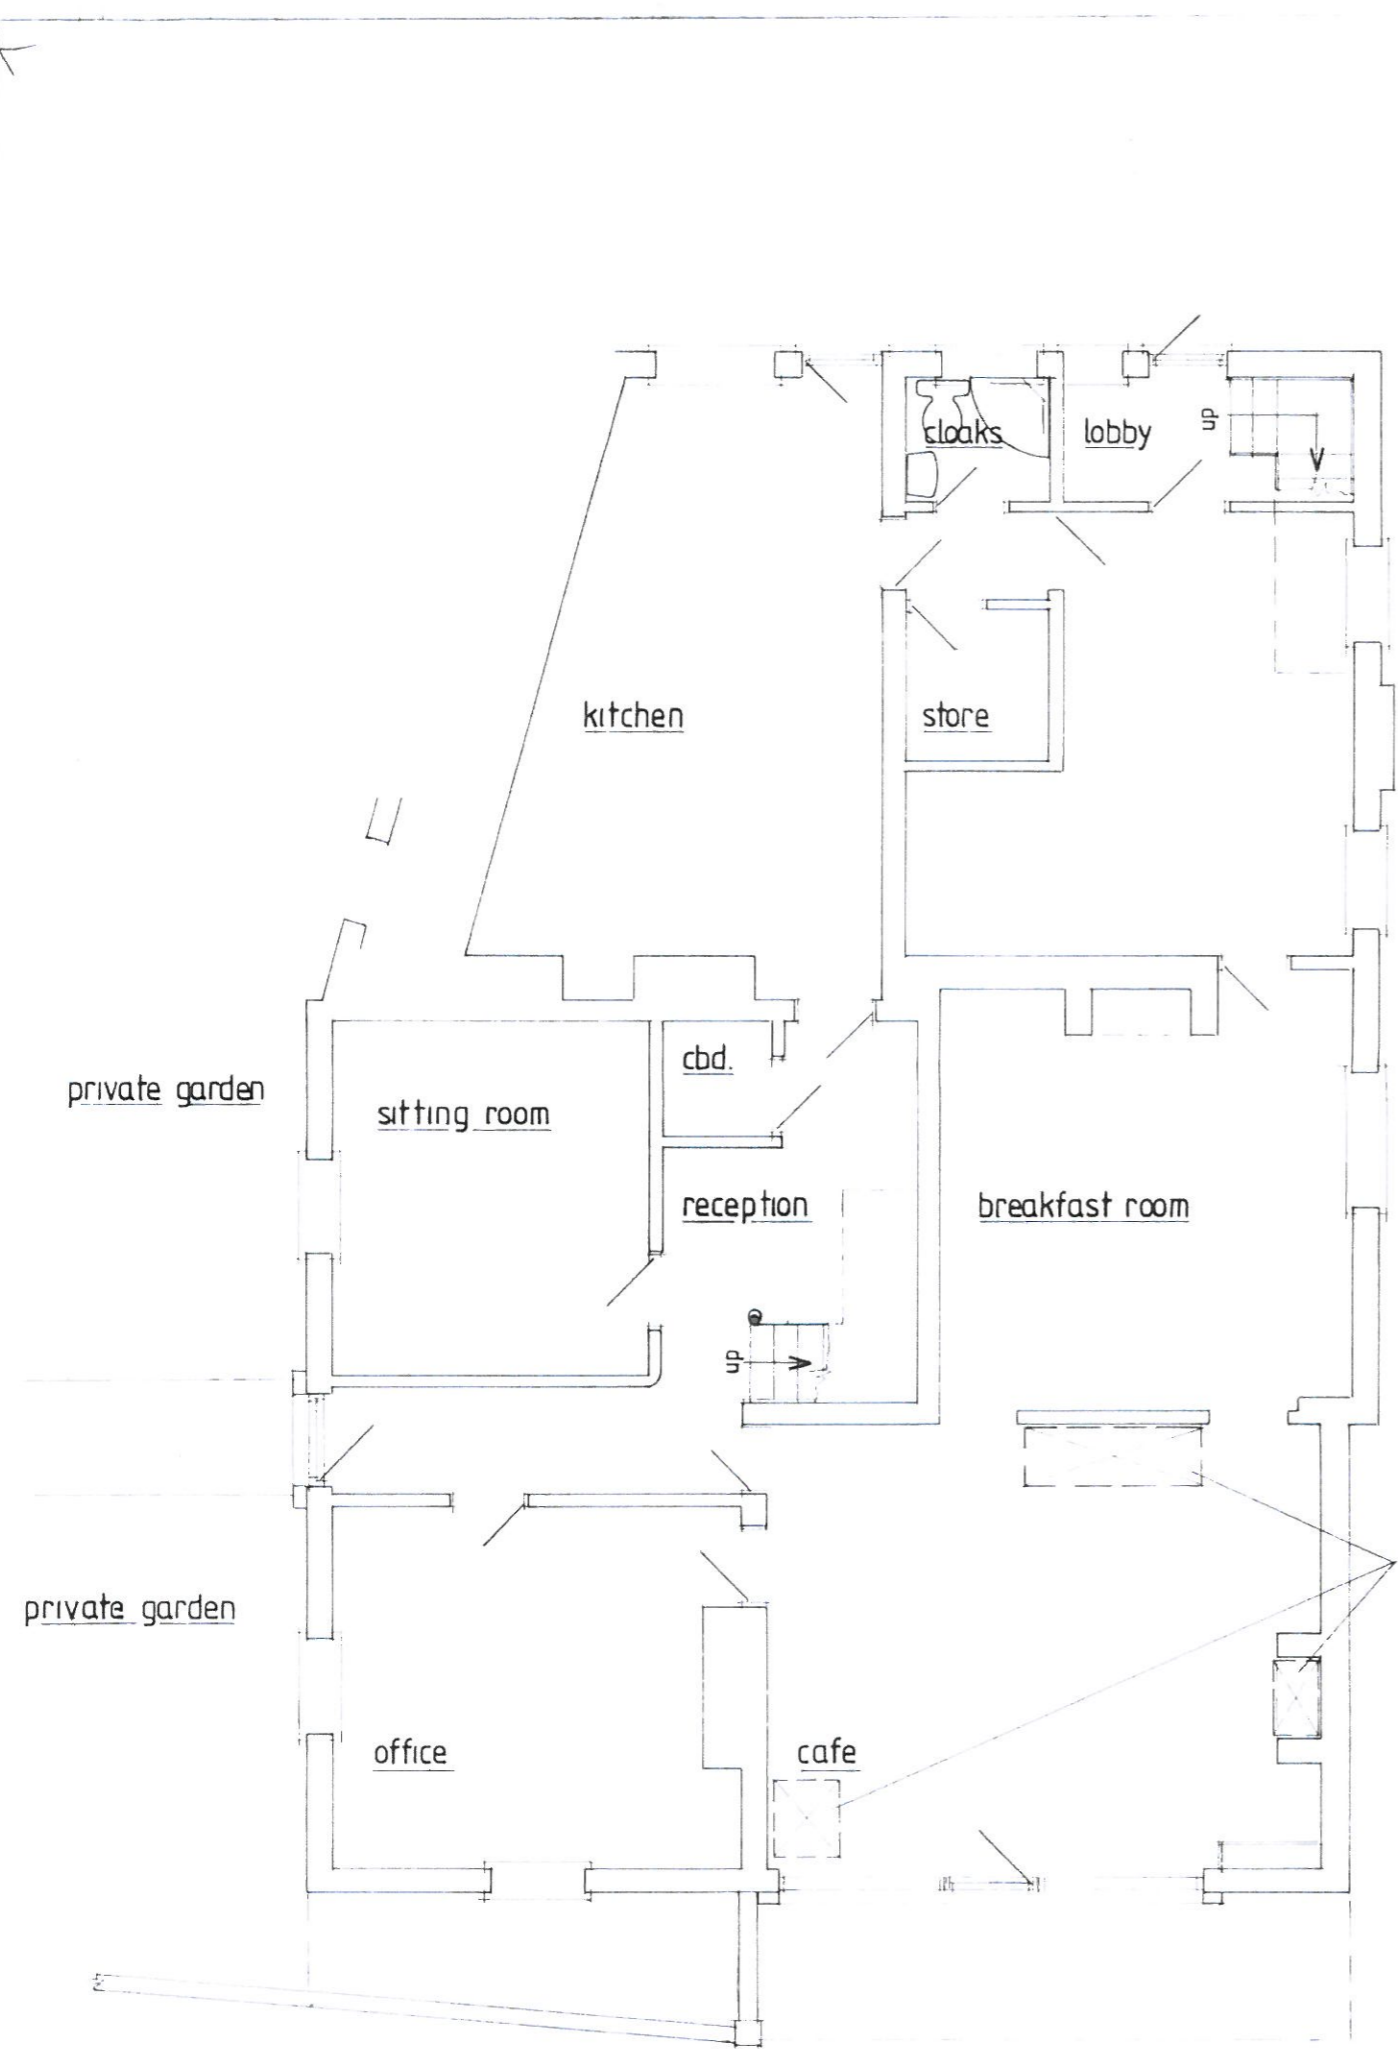 up
cloaks
lobby
kitchen
store
cbd.
private garden
sitting room
reception
breakfast room
up
private garden
office
cafe